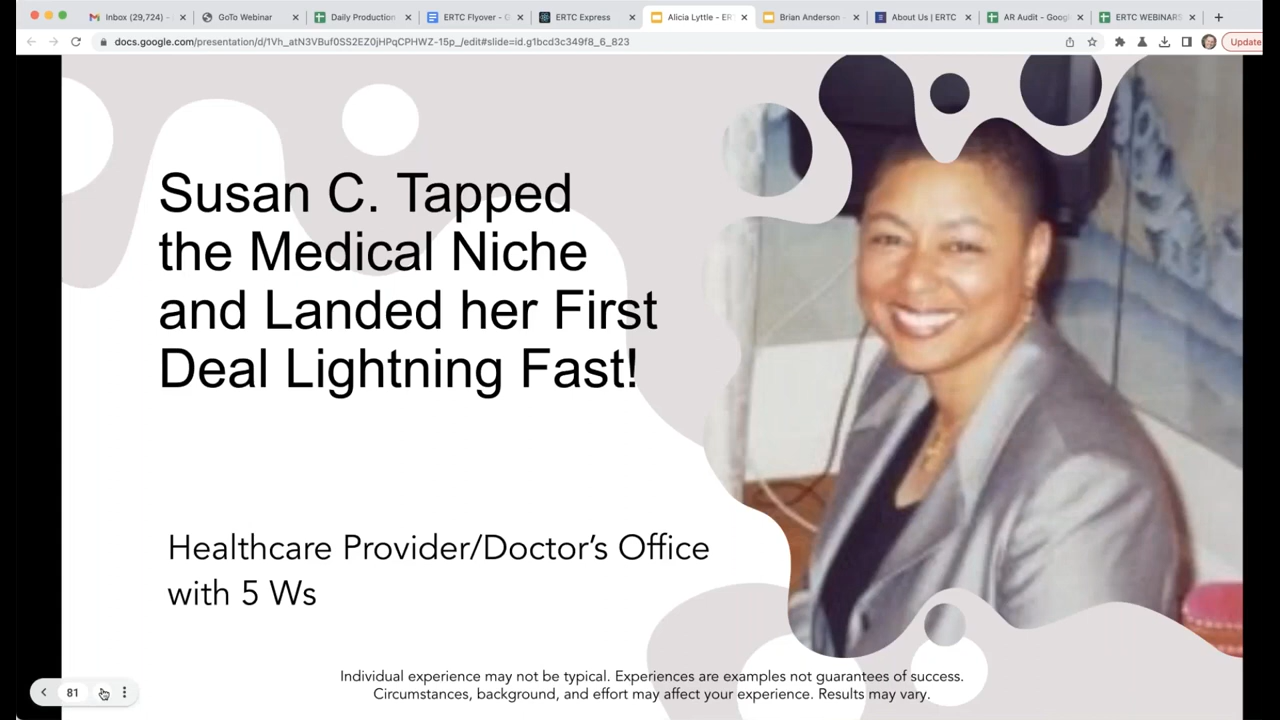 Inbox (29,724) -
GoTo Webinar
Daily Production
ERTC Flyover - G
ERTC Express
Alicia Lyttle - ER
Brian Anderson -
About Us | ERTC
AR Audit - Goog
ERTC WEBINARS
docs.google.com/presentation/d/1Vh_atN3VBuf0SS2EZ0jHPqCPHWZ-15p_/edit#slide=id.g1bcd3c349f8_6_823
Update
Susan C. Tapped
the Medical Niche
and Landed her First
Deal Lightning Fast!
Healthcare Provider/Doctor’s Office
with 5 Ws
Individual experience may not be typical. Experiences are examples not guarantees of success.
Circumstances, background, and effort may affect your experience. Results may vary.
81